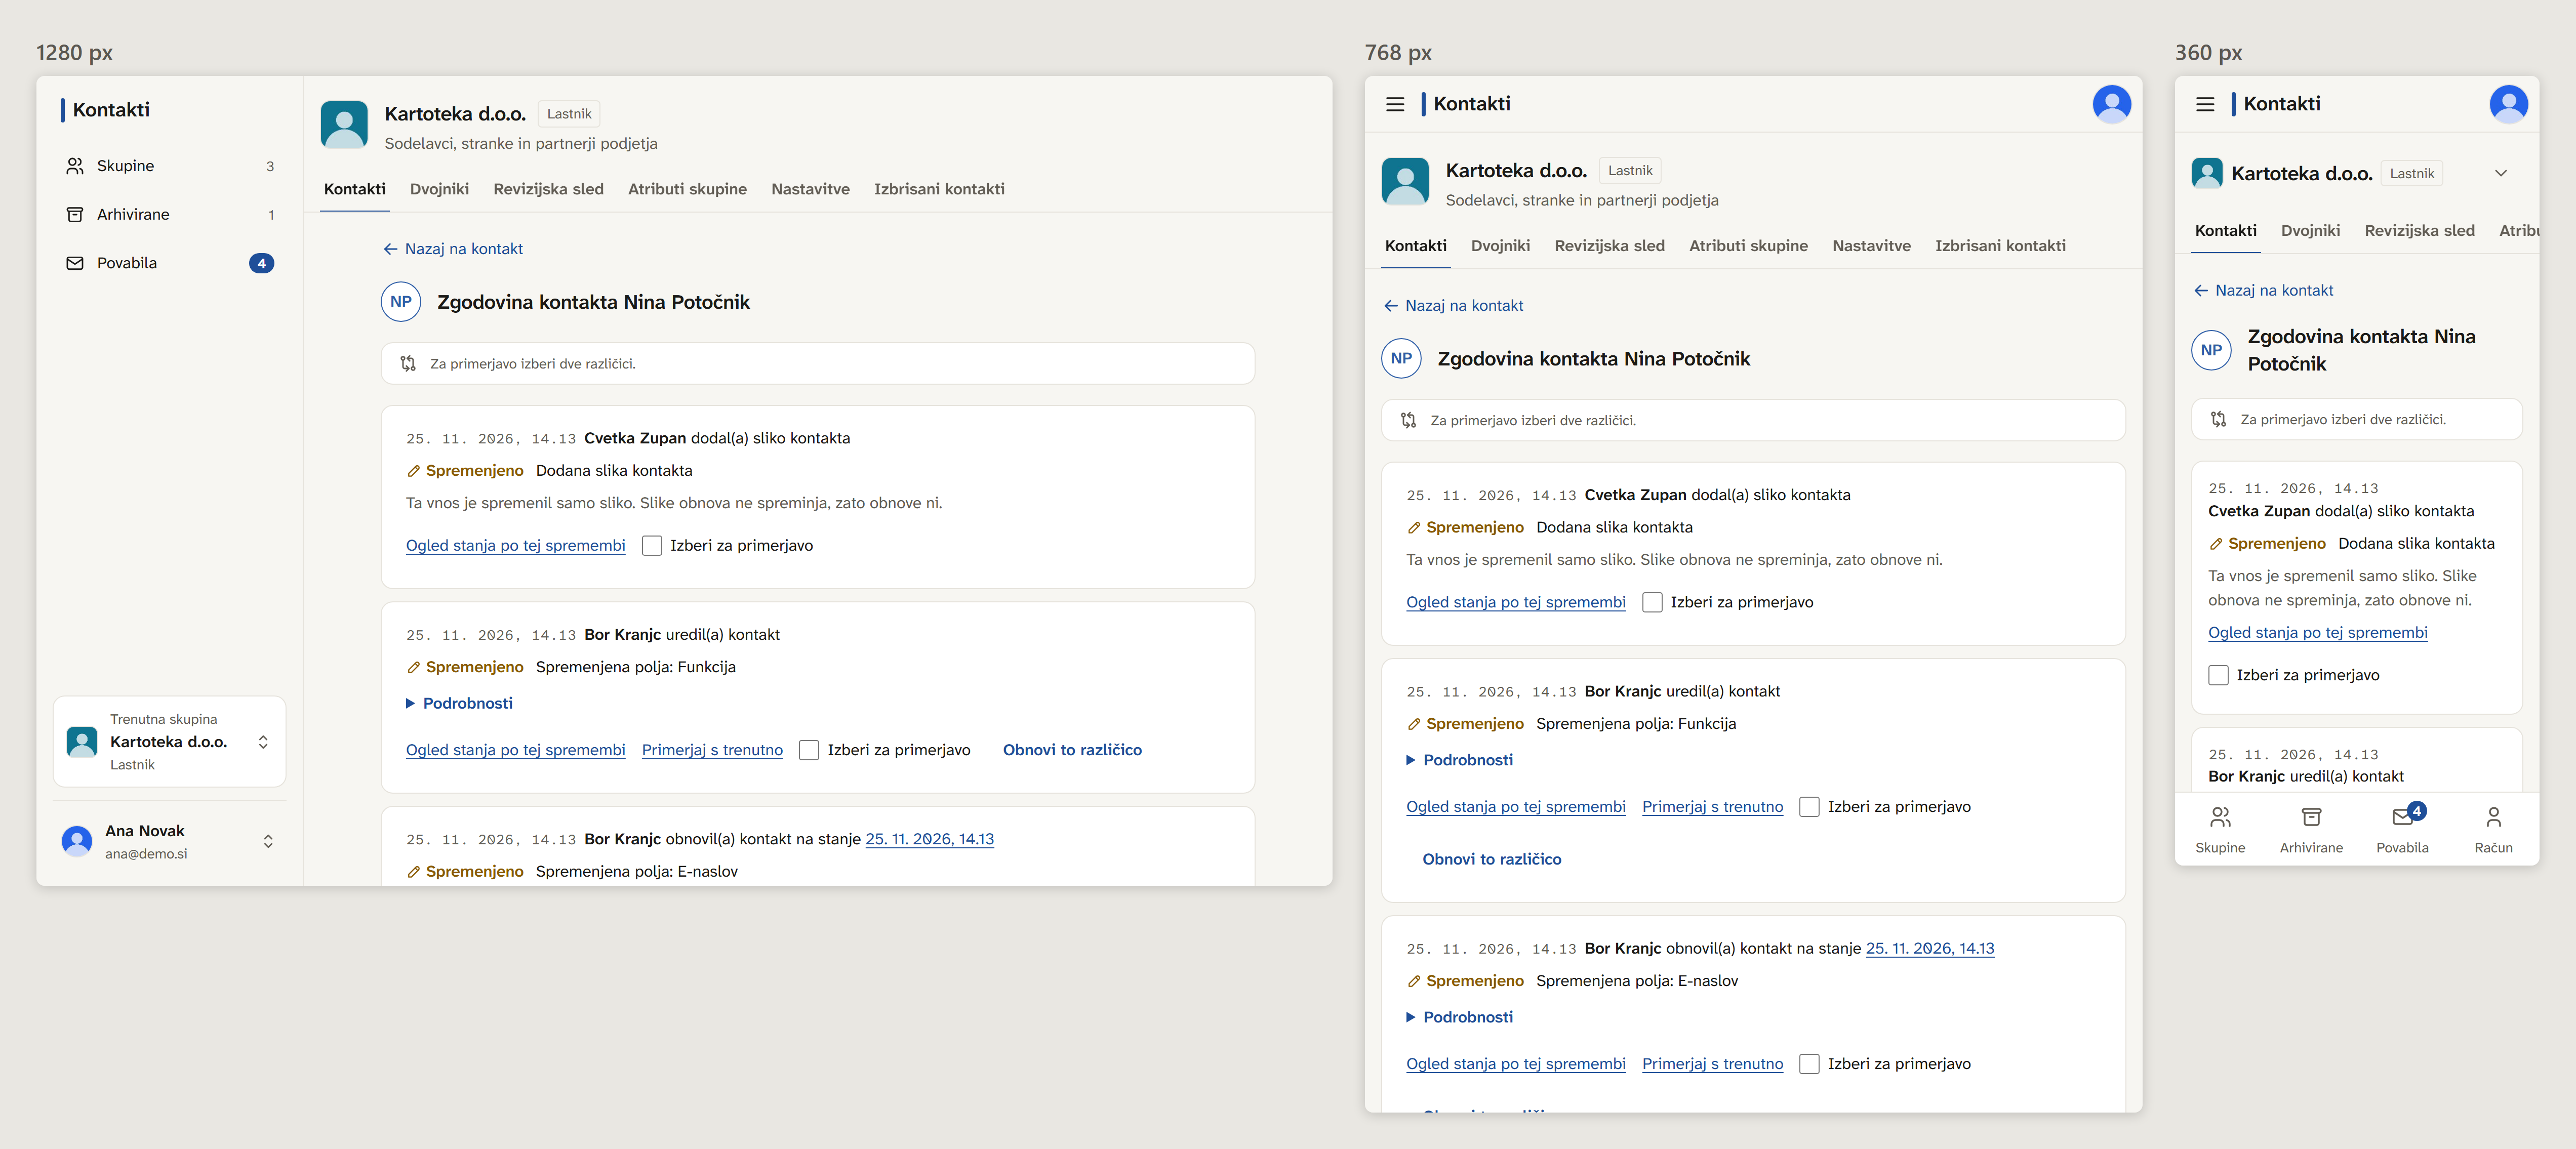 1280 px
Kontakti
Skupine 3
Arhivirane 1
Povabila 4
Trenutna skupina
Kartoteka d.o.o.
Lastnik
Ana Novak
ana@demo.si
Kartoteka d.o.o. Lastnik
Sodelavci, stranke in partnerji podjetja
Kontakti Dvojniki Revizijska sled Atributi skupine Nastavitve Izbrisani kontakti
Nazaj na kontakt
NP Zgodovina kontakta Nina Potočnik
Za primerjavo izberi dve različici.
25. 11. 2026, 14.13 Cvetka Zupan dodal(a) sliko kontakta
Spremenjeno Dodana slika kontakta
Ta vnos je spremenil samo sliko. Slike obnova ne spreminja, zato obnove ni.
Ogled stanja po tej spremembi Izberi za primerjavo
25. 11. 2026, 14.13 Bor Kranjc uredil(a) kontakt
Spremenjeno Spremenjena polja: Funkcija
Podrobnosti
Ogled stanja po tej spremembi Primerjaj s trenutno Izberi za primerjavo Obnovi to različico
25. 11. 2026, 14.13 Bor Kranjc obnovil(a) kontakt na stanje 25. 11. 2026, 14.13
Spremenjeno Spremenjena polja: E-naslov
768 px
Kontakti
Kartoteka d.o.o. Lastnik
Sodelavci, stranke in partnerji podjetja
Kontakti Dvojniki Revizijska sled Atributi skupine Nastavitve Izbrisani kontakti
Nazaj na kontakt
NP Zgodovina kontakta Nina Potočnik
Za primerjavo izberi dve različici.
25. 11. 2026, 14.13 Cvetka Zupan dodal(a) sliko kontakta
Spremenjeno Dodana slika kontakta
Ta vnos je spremenil samo sliko. Slike obnova ne spreminja, zato obnove ni.
Ogled stanja po tej spremembi Izberi za primerjavo
25. 11. 2026, 14.13 Bor Kranjc uredil(a) kontakt
Spremenjeno Spremenjena polja: Funkcija
Podrobnosti
Ogled stanja po tej spremembi Primerjaj s trenutno Izberi za primerjavo
Obnovi to različico
25. 11. 2026, 14.13 Bor Kranjc obnovil(a) kontakt na stanje 25. 11. 2026, 14.13
Spremenjeno Spremenjena polja: E-naslov
Podrobnosti
Ogled stanja po tej spremembi Primerjaj s trenutno Izberi za primerjavo
360 px
Kontakti
Kartoteka d.o.o. Lastnik
Kontakti Dvojniki Revizijska sled Atribu
Nazaj na kontakt
NP Zgodovina kontakta Nina
Potočnik
Za primerjavo izberi dve različici.
25. 11. 2026, 14.13
Cvetka Zupan dodal(a) sliko kontakta
Spremenjeno Dodana slika kontakta
Ta vnos je spremenil samo sliko. Slike
obnova ne spreminja, zato obnove ni.
Ogled stanja po tej spremembi
Izberi za primerjavo
25. 11. 2026, 14.13
Bor Kranjc uredil(a) kontakt
4
Skupine Arhivirane Povabila Račun